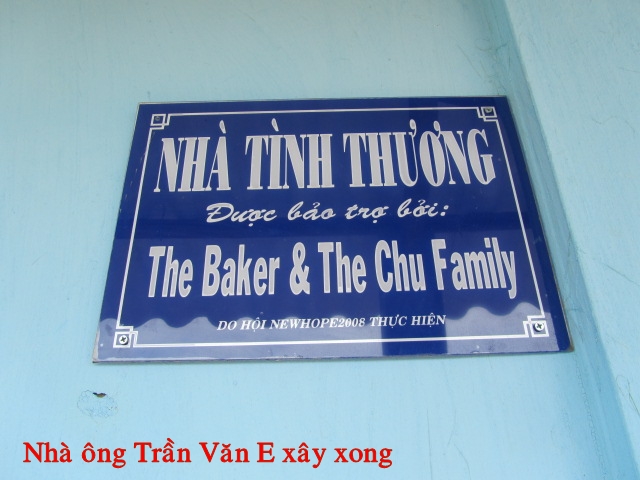 NHÀ TÌNH THƯƠNG
Được bảo trợ bởi:
The Baker & The Chu Family
DO HỘI NEWHOPE2008 THỰC HIỆN
Nhà ông Trần Văn E xây xong